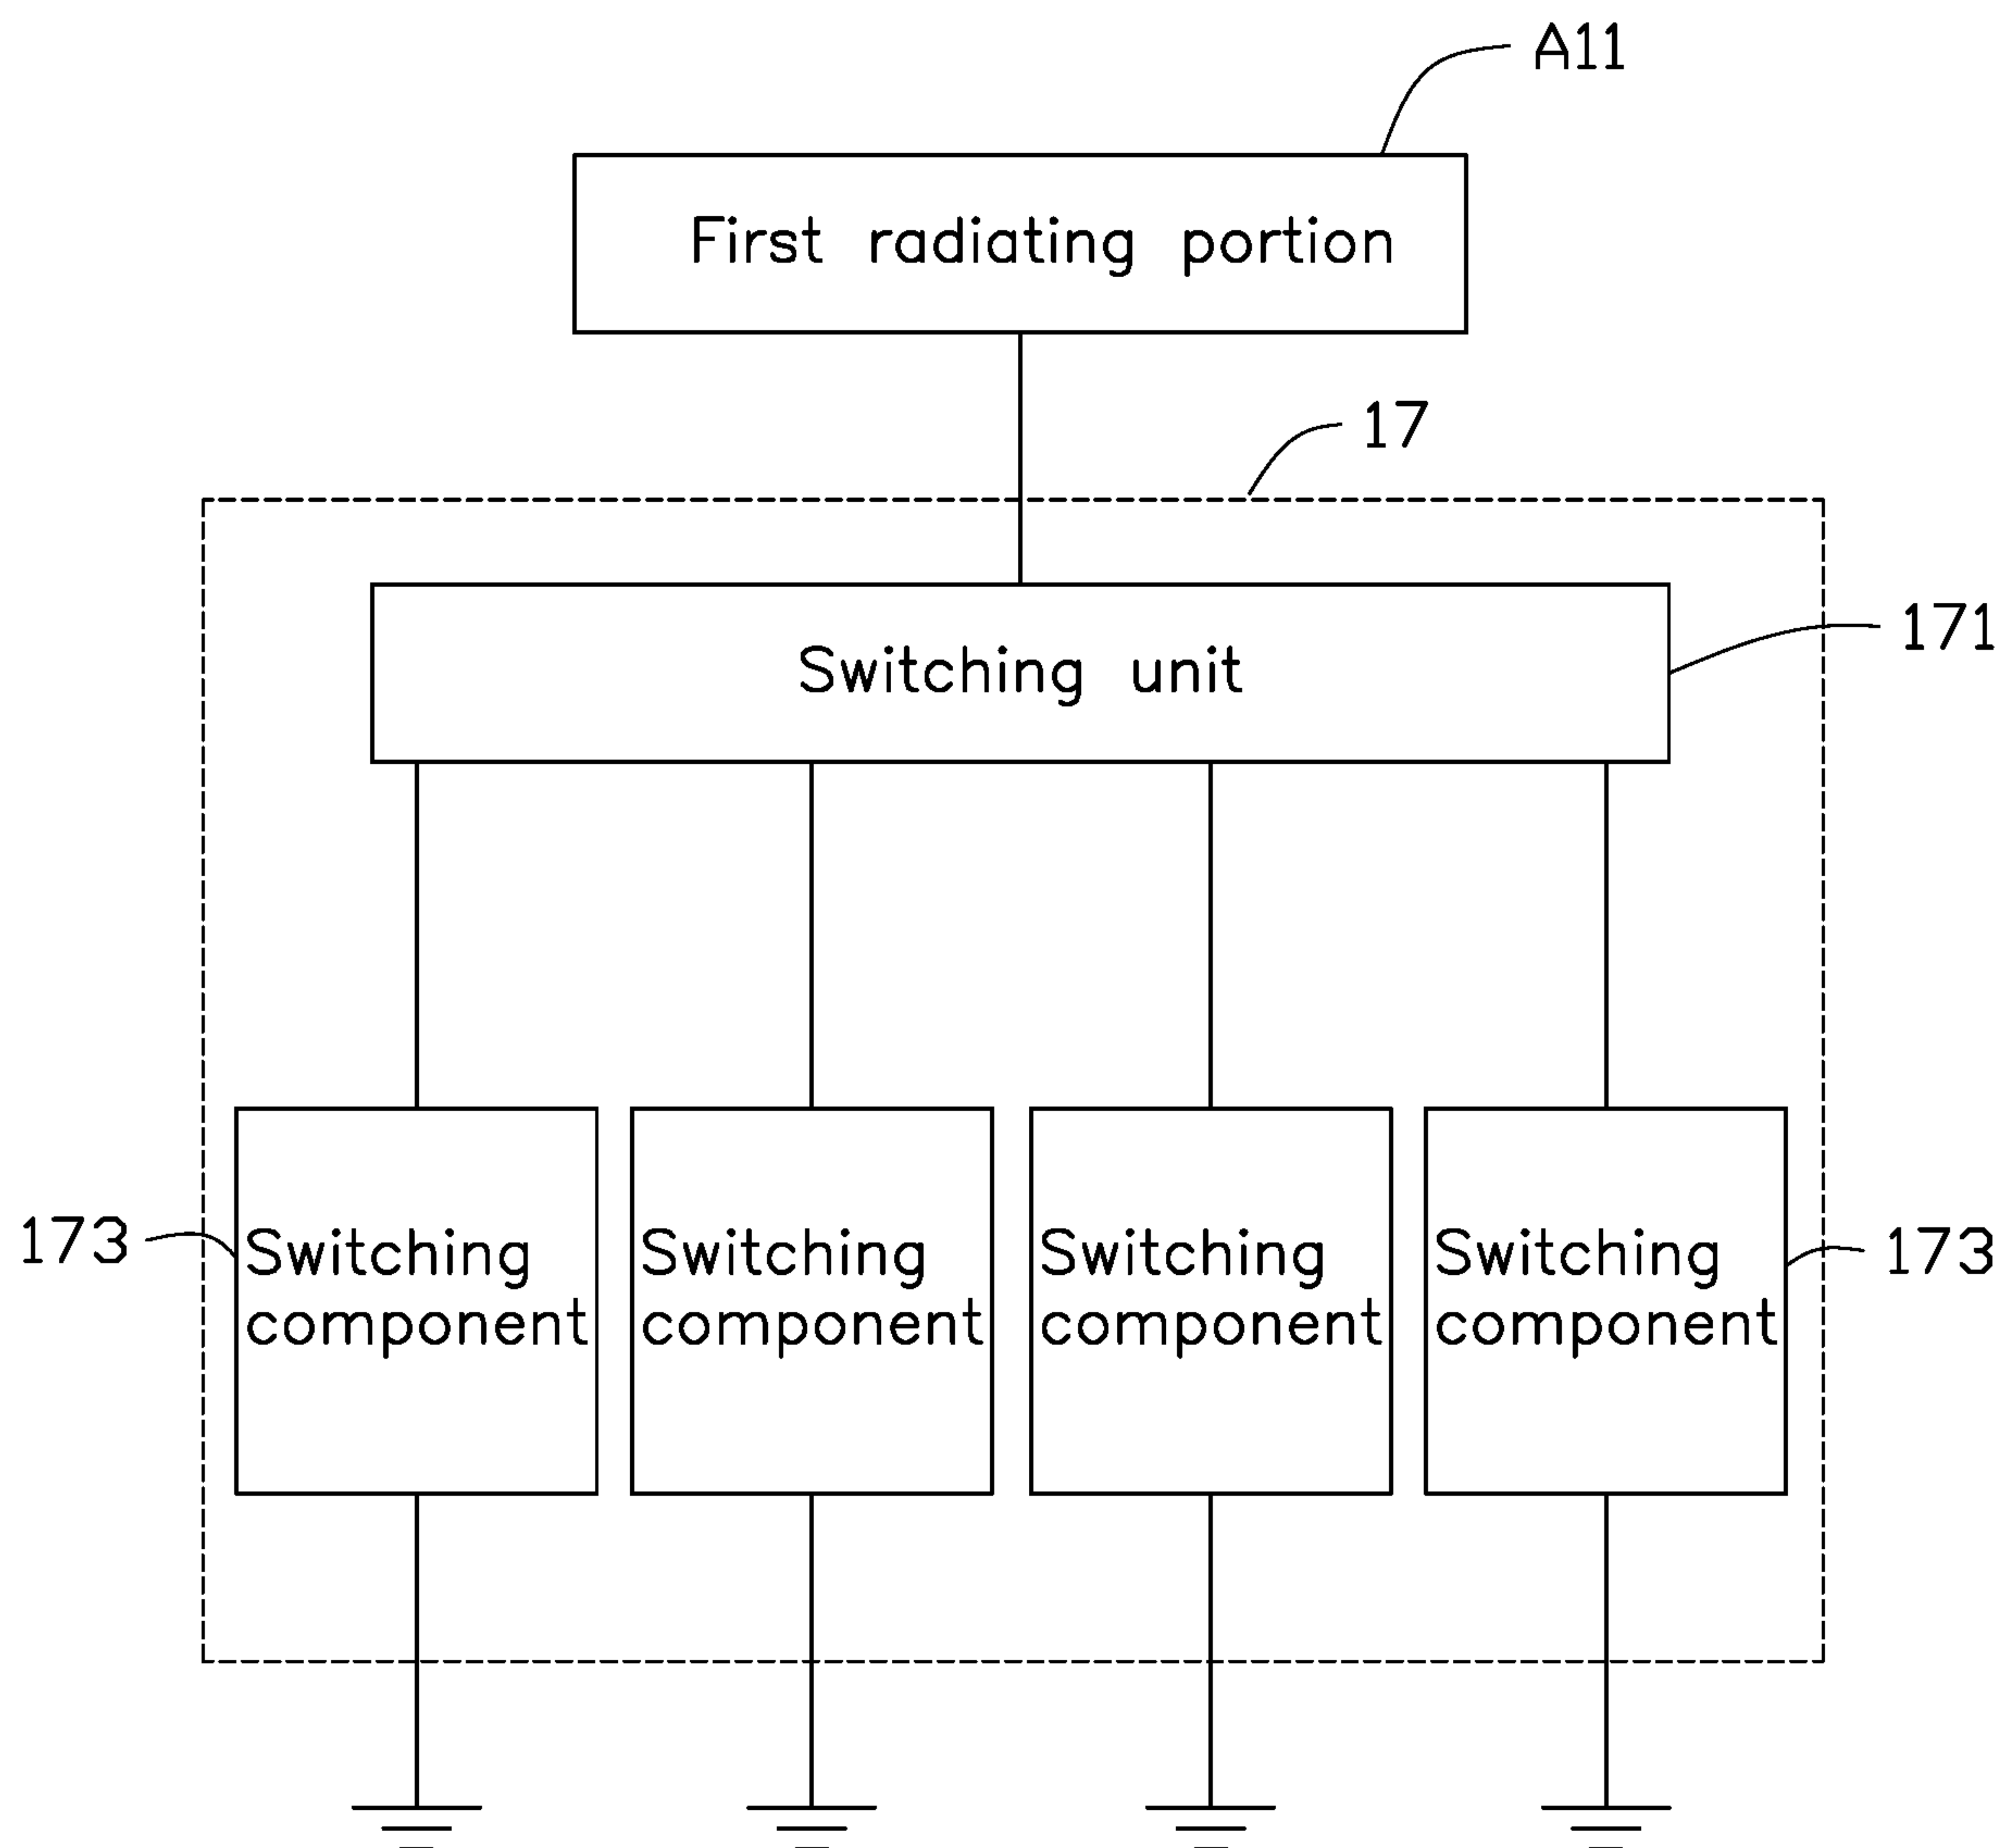 A11
First radiating portion
17
Switching unit
171
173
Switching
component
Switching
component
Switching
component
Switching
component
173